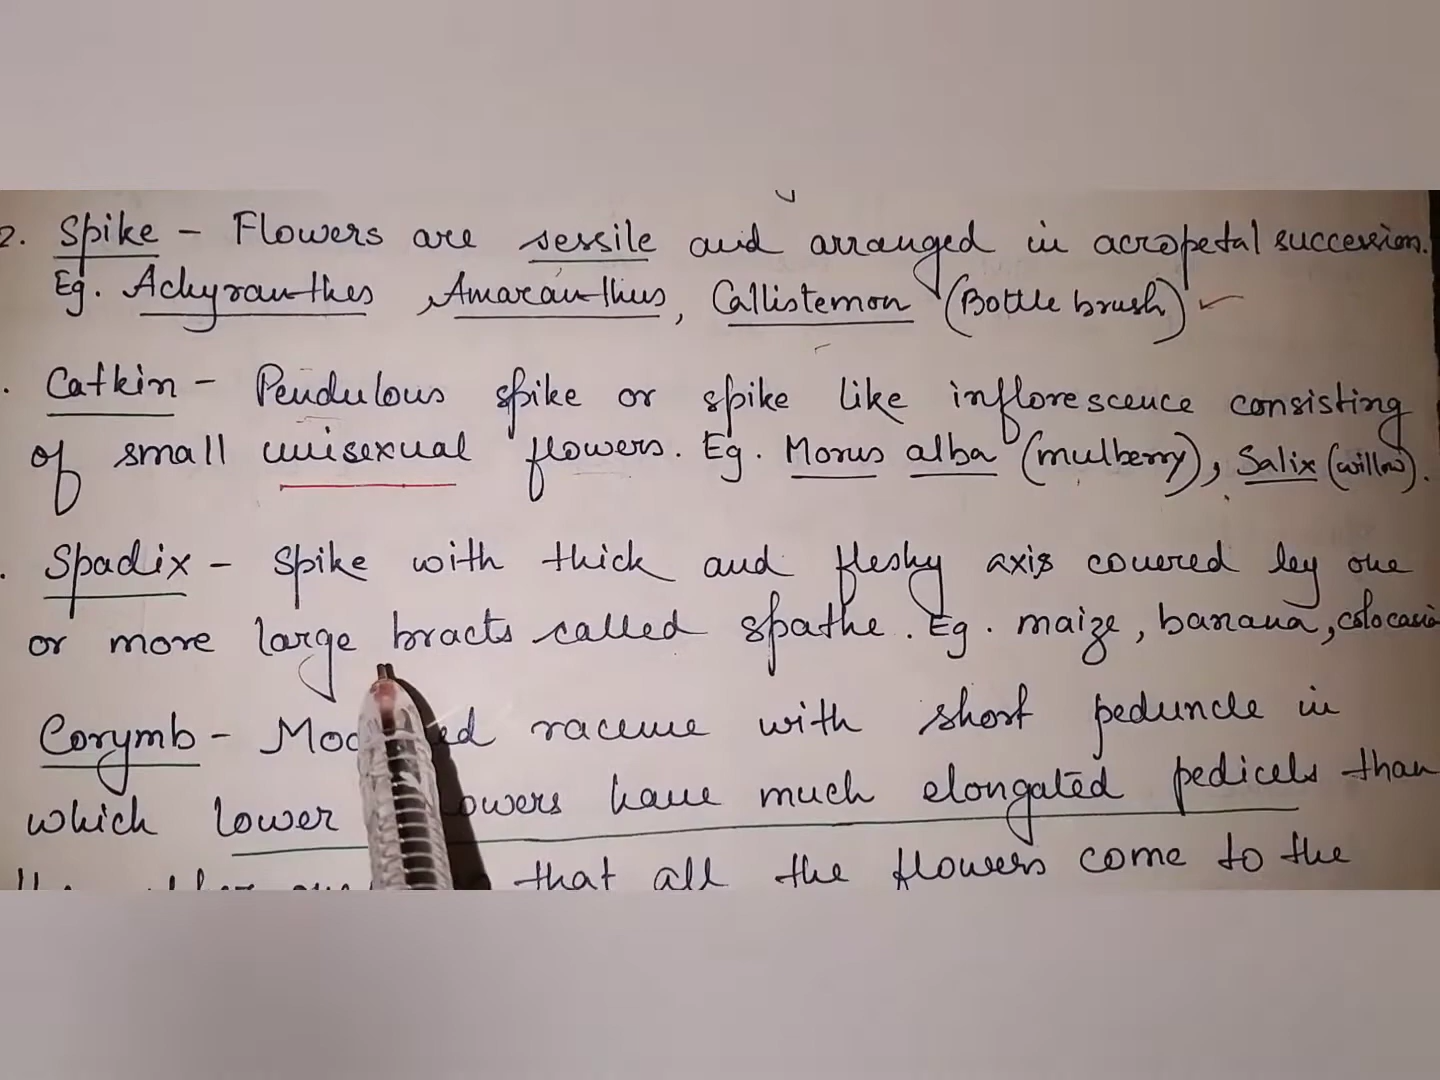 2. Spike - Flowers are sessile and arranged in acropetal succession.
Eg. Achyranthes Amaranthus, Callistemon (Bottle brush)
. Catkin - Pendulous spike or spike like inflorescence consisting
of small unisexual flowers. Eg. Morus alba (mulberry), Salix (willow).
. Spadix - Spike with thick and fleshy axis covered by one
or more large bracts called spathe. Eg. maize, banana, colocasia
Corymb - raceme with short peduncle in
which lower have much elongated pedicels than
that all the flowers come to the